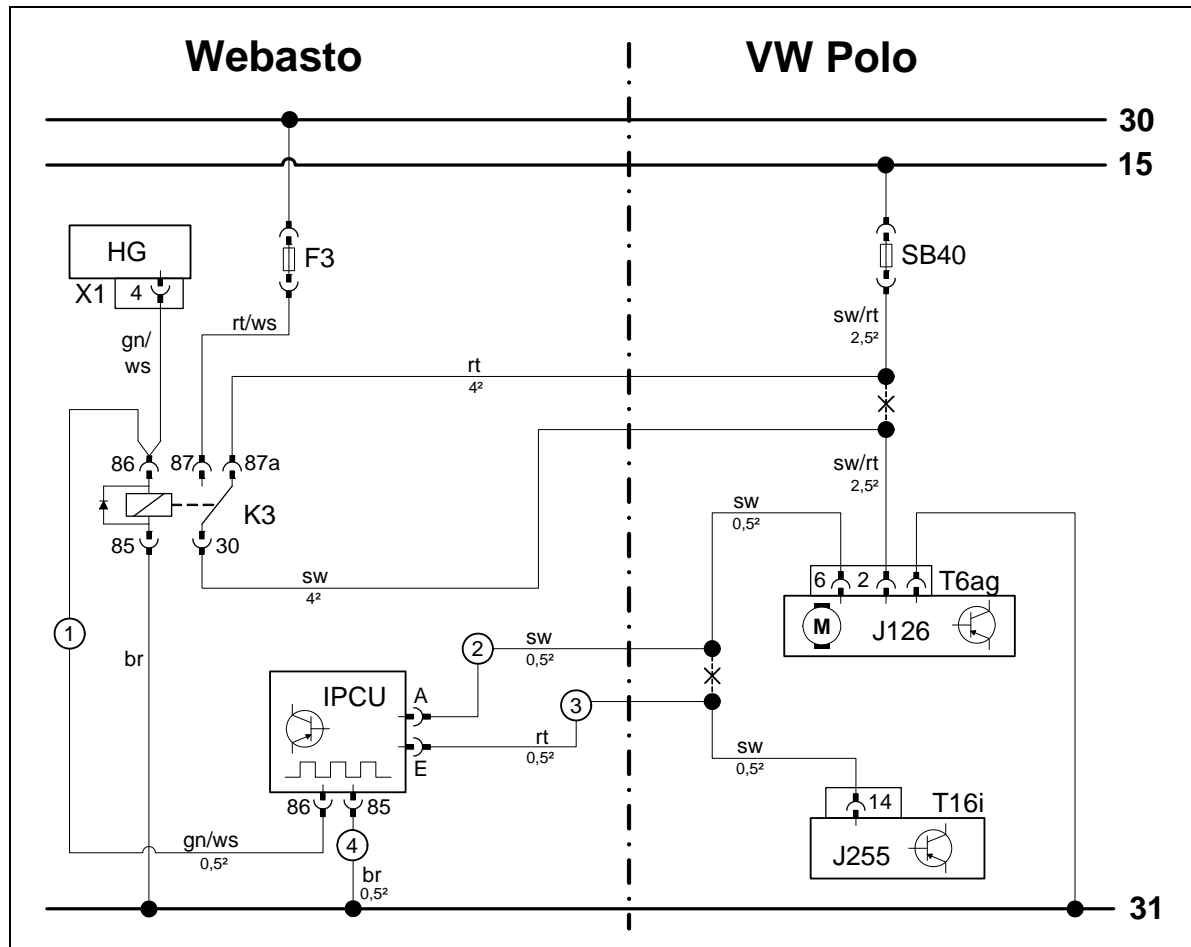 Webasto
VW Polo
30
15
HG
X1
4
F3
SB40
gn/
ws
rt/ws
sw/rt
2,5²
rt
4²
86
87
87a
K3
85
30
sw/rt
2,5²
sw
0,5²
sw
4²
6
2
T6ag
M
J126
1
br
2
sw
0,5²
IPCU
A
3
E
rt
0,5²
sw
0,5²
86
85
14
T16i
gn/ws
0,5²
4
J255
br
0,5²
31